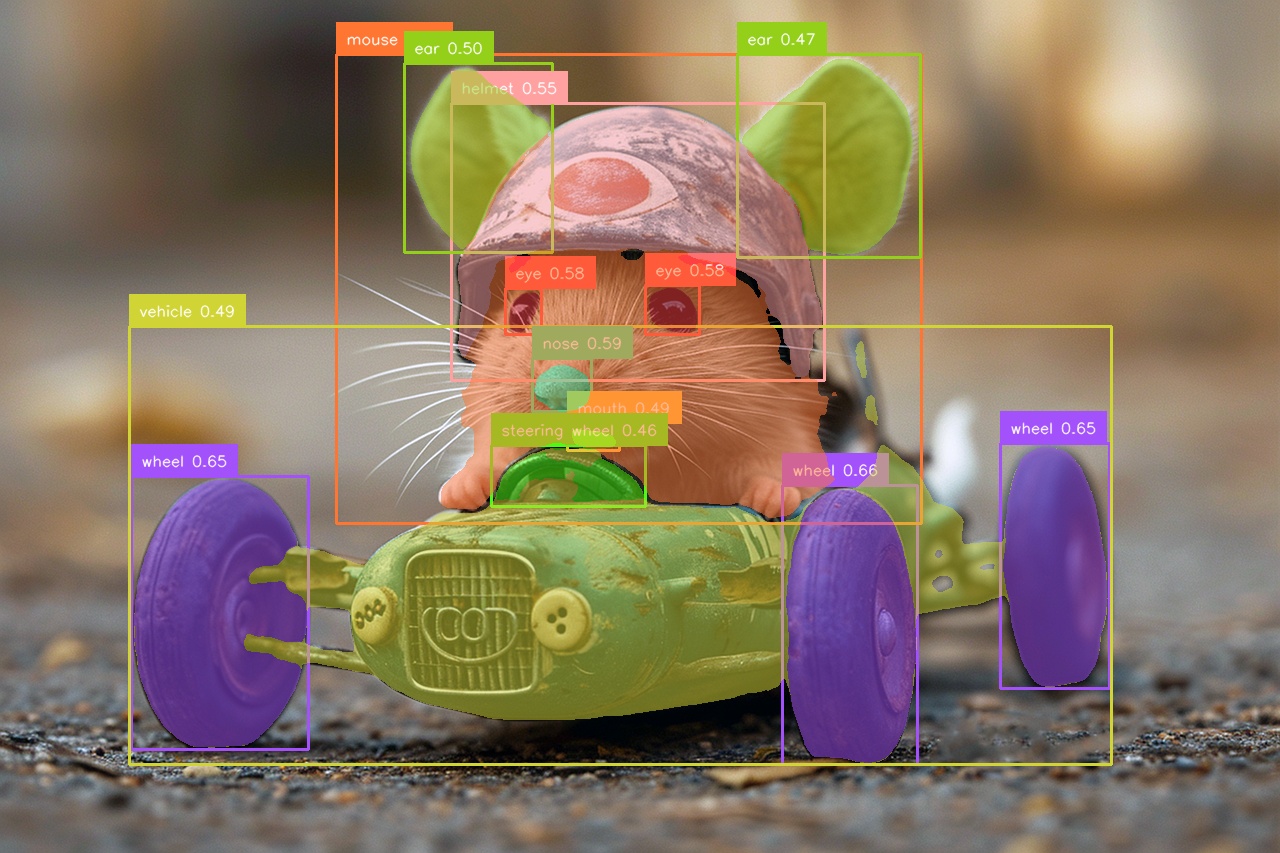 mouse
ear 0.50
ear 0.47
helmet 0.55
eye 0.58
eye 0.58
vehicle 0.49
nose 0.59
mouth 0.49
steering wheel 0.46
wheel 0.65
wheel 0.66
wheel 0.65